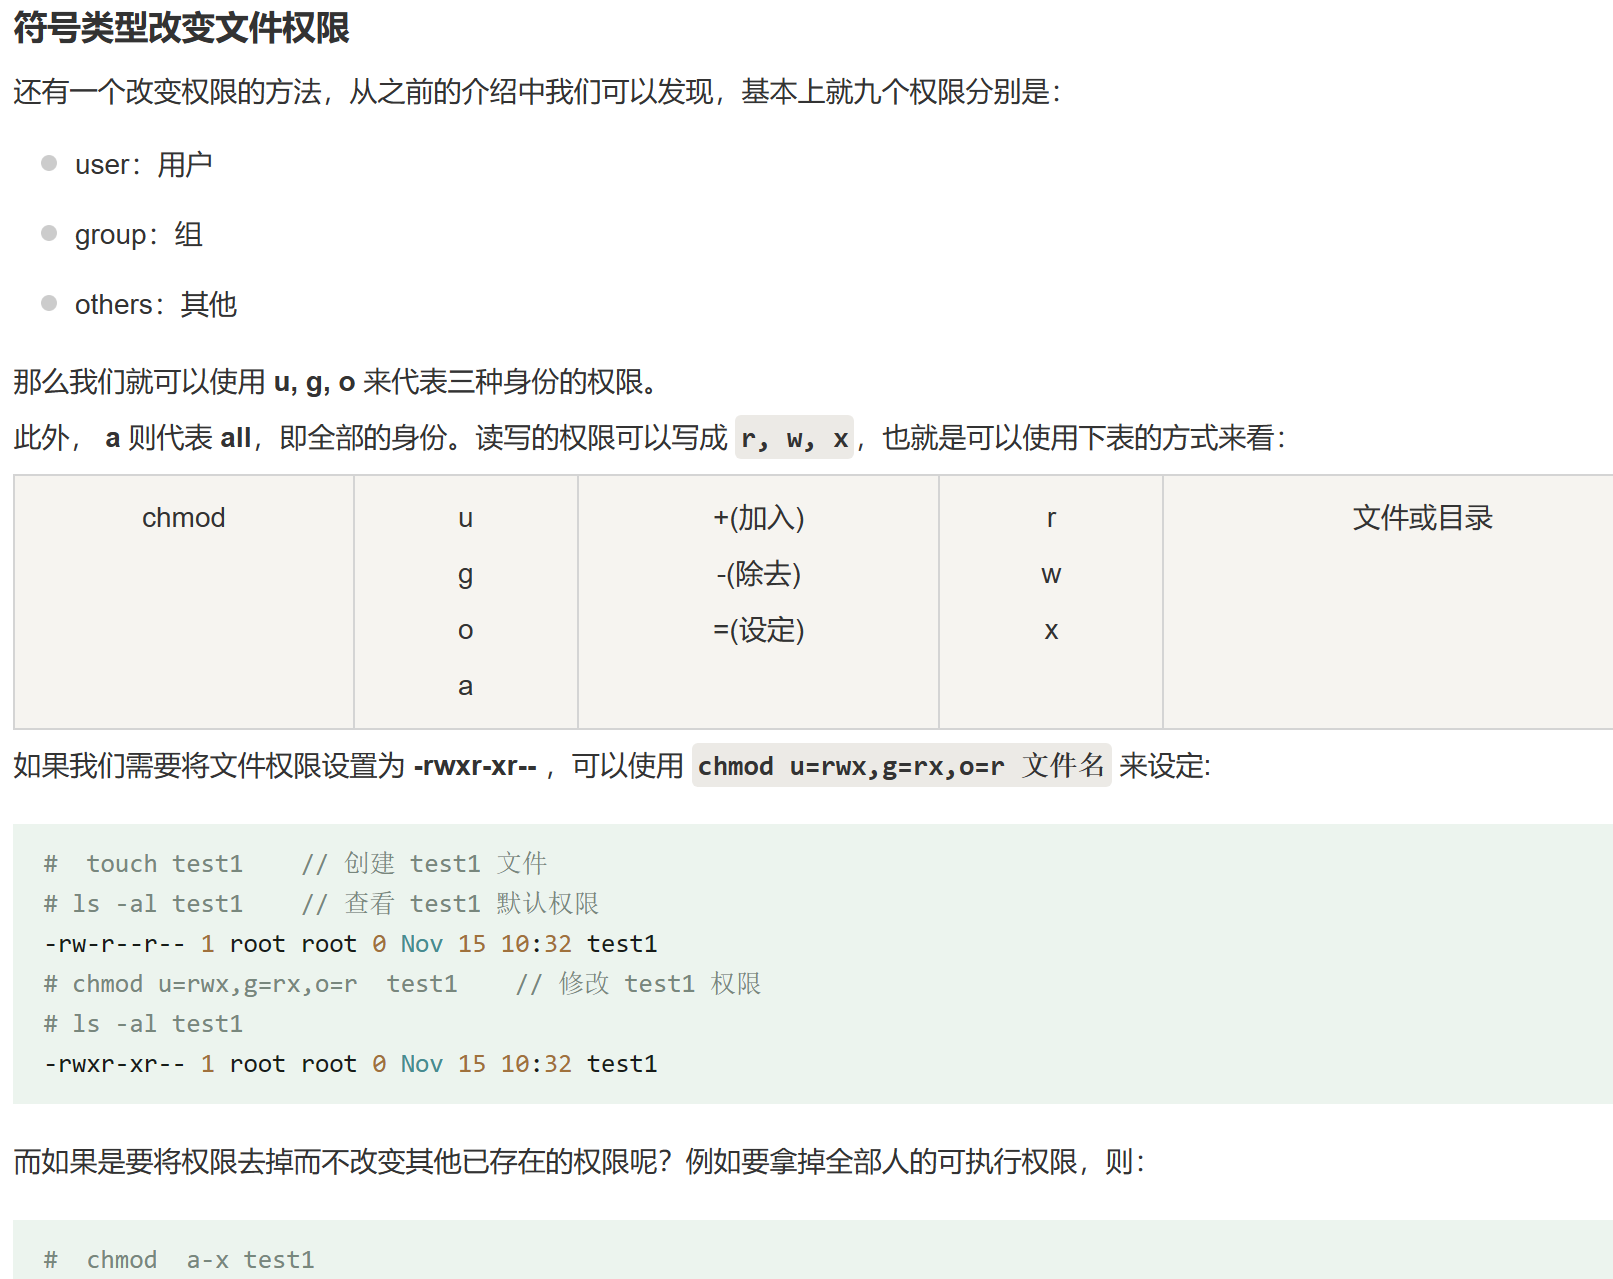 符号类型改变文件权限
还有一个改变权限的方法，从之前的介绍中我们可以发现，基本上就九个权限分别是：
user：用户
group：组
others：其他
那么我们就可以使用 u, g, o 来代表三种身份的权限。
此外， a 则代表 all，即全部的身份。读写的权限可以写成 r, w, x，也就是可以使用下表的方式来看：
chmod u +(加入) r 文件或目录
g -(除去) w
o =(设定) x
a
如果我们需要将文件权限设置为 -rwxr-xr-- ，可以使用 chmod u=rwx,g=rx,o=r 文件名 来设定:
#  touch test1    // 创建 test1 文件
# ls -al test1    // 查看 test1 默认权限
-rw-r--r-- 1 root root 0 Nov 15 10:32 test1
# chmod u=rwx,g=rx,o=r  test1    // 修改 test1 权限
# ls -al test1
-rwxr-xr-- 1 root root 0 Nov 15 10:32 test1
而如果是要将权限去掉而不改变其他已存在的权限呢？例如要拿掉全部人的可执行权限，则：
#  chmod  a-x test1